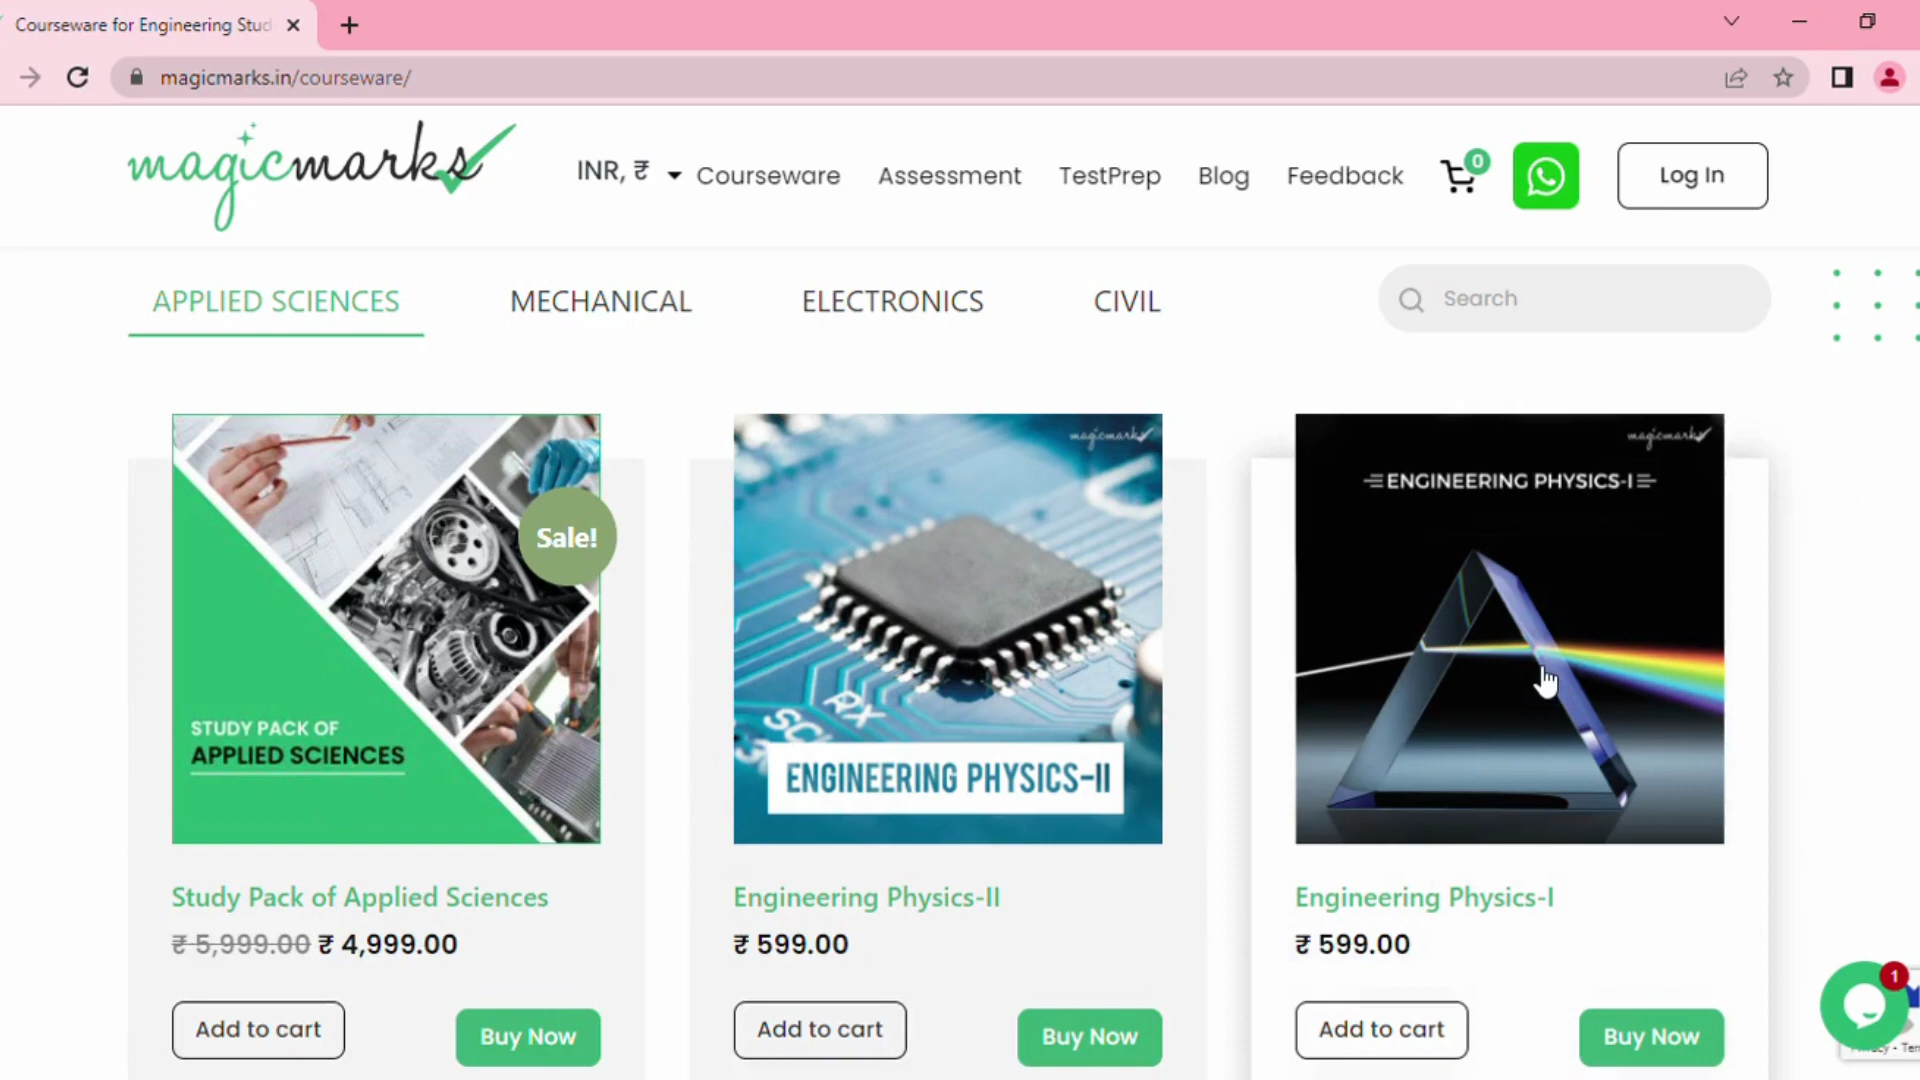 Courseware for Engineering Stud
magicmarks.in/courseware/
magicmarks
INR, ₹
Courseware
Assessment
TestPrep
Blog
Feedback
0
Log In
APPLIED SCIENCES
MECHANICAL
ELECTRONICS
CIVIL
Search
Sale!
STUDY PACK OF
APPLIED SCIENCES
magicmarks
ENGINEERING PHYSICS-II
magicmarks
ENGINEERING PHYSICS-I
Study Pack of Applied Sciences
₹ 5,999.00 ₹ 4,999.00
Add to cart
Buy Now
Engineering Physics-II
₹ 599.00
Add to cart
Buy Now
Engineering Physics-I
₹ 599.00
Add to cart
Buy Now
1